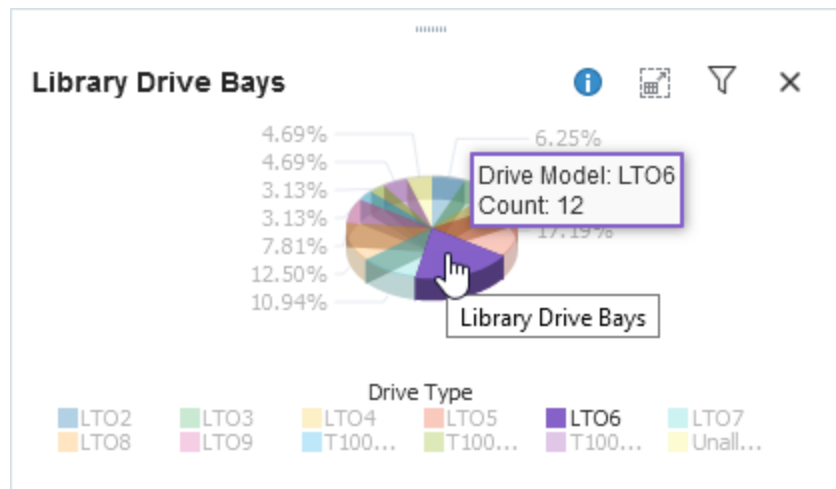 Library Drive Bays
4.69%
6.25%
4.69%
Drive Model: LTO6
3.13%
Count: 12
3.13%
17.19%
7.81%
12.50%
10.94%
Library Drive Bays
Drive Type
LTO2 LTO3 LTO4 LTO5 LTO6 LTO7
LTO8 LTO9 T100... T100... T100... Unall...